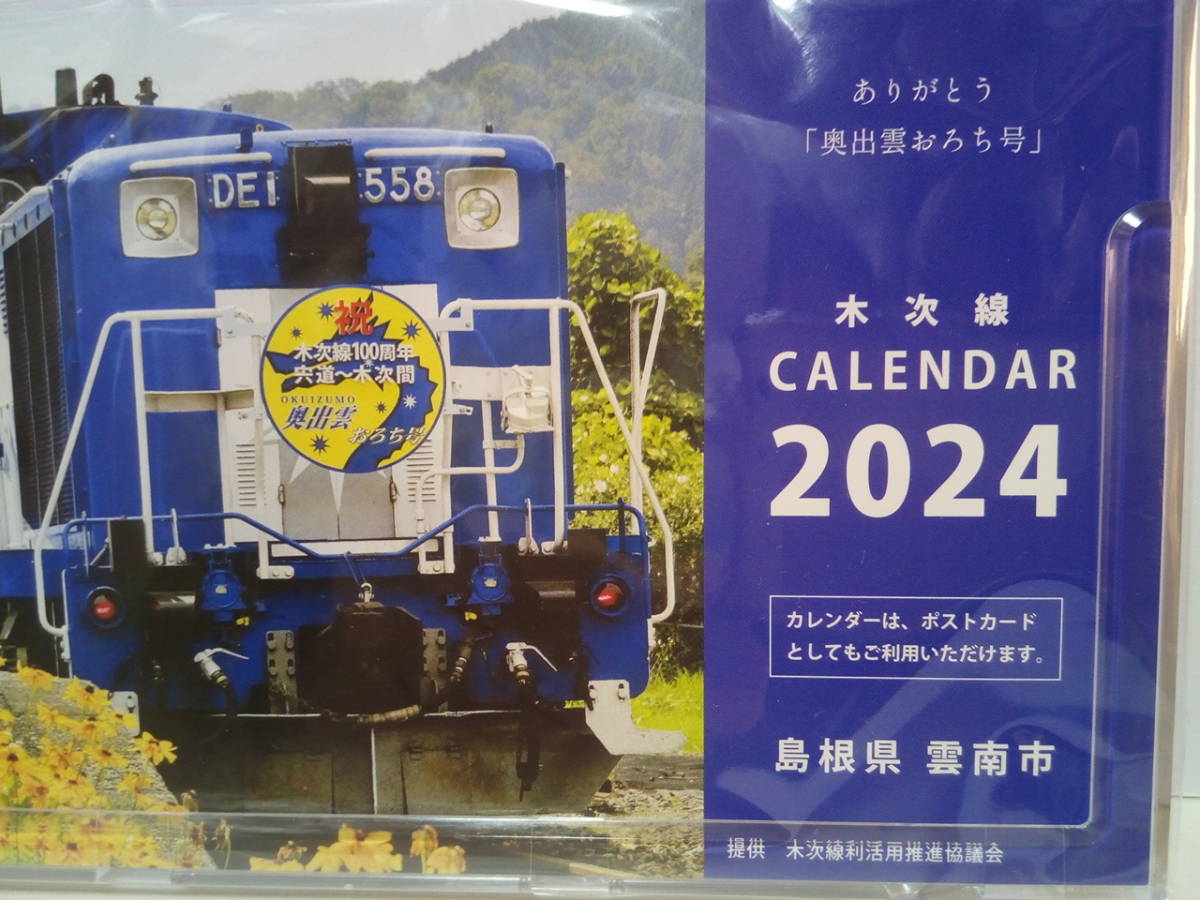 DE1 558
祝
木次線100周年
宍道〜木次間
OKUIZUMO
奥出雲
おろち号
ありがとう
「奥出雲おろち号」
木次線
CALENDAR
2024
カレンダーは、ポストカード
としてもご利用いただけます。
島根県 雲南市
提供 木次線利活用推進協議会